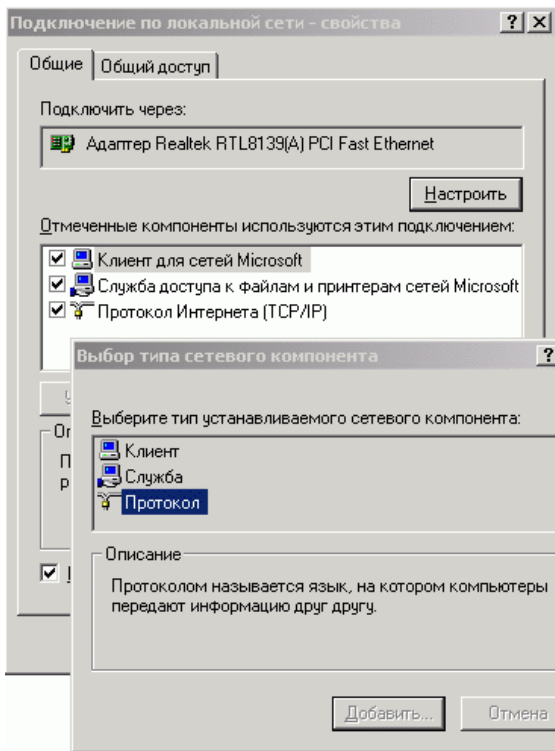 Подключение по локальной сети - свойства
Общие
Общий доступ
Подключить через:
Адаптер Realtek RTL8139(A) PCI Fast Ethernet
Настроить
Отмеченные компоненты используются этим подключением:
Клиент для сетей Microsoft
Служба доступа к файлам и принтерам сетей Microsoft
Протокол Интернета (TCP/IP)
Выбор типа сетевого компонента
Выберите тип устанавливаемого сетевого компонента:
Клиент
Служба
Протокол
Описание
Протоколом называется язык, на котором компьютеры
передают информацию друг другу.
Добавить...
Отмена